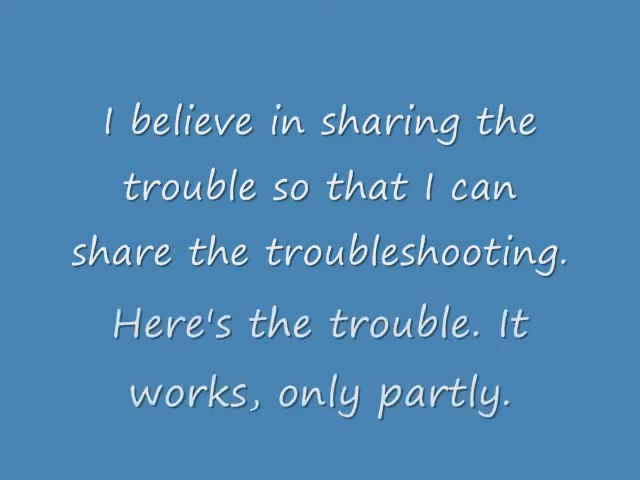 I believe in sharing the
trouble so that I can
share the troubleshooting.
Here's the trouble. It
works, only partly.